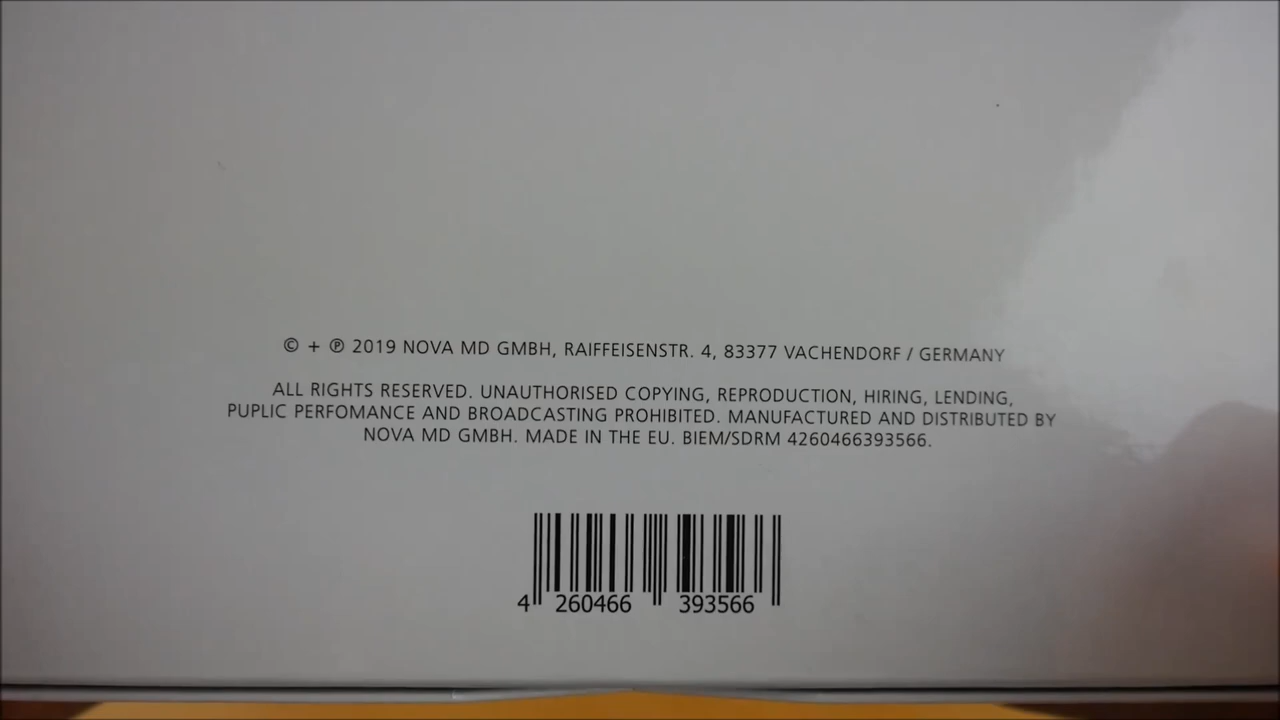 © + ℗ 2019 NOVA MD GMBH, RAIFFEISENSTR. 4, 83377 VACHENDORF / GERMANY
ALL RIGHTS RESERVED. UNAUTHORISED COPYING, REPRODUCTION, HIRING, LENDING,
PUPLIC PERFOMANCE AND BROADCASTING PROHIBITED. MANUFACTURED AND DISTRIBUTED BY
NOVA MD GMBH. MADE IN THE EU. BIEM/SDRM 4260466393566.
4 260466 393566